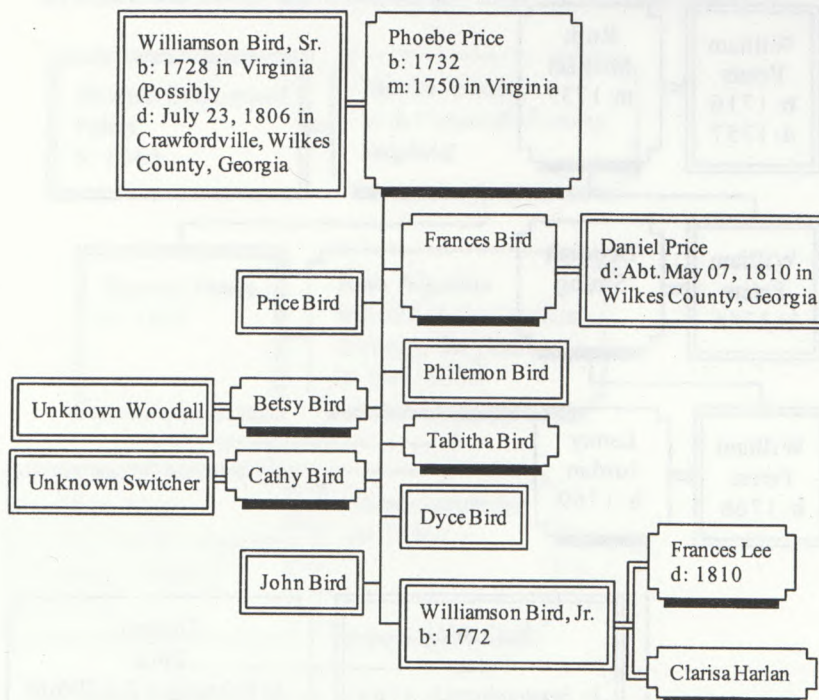 Williamson Bird, Sr.
b: 1728 in Virginia
(Possibly
d: July 23, 1806 in
Crawfordville, Wilkes
County, Georgia
Phoebe Price
b: 1732
m: 1750 in Virginia
Frances Bird
Daniel Price
d: Abt. May 07, 1810 in
Wilkes County, Georgia
Price Bird
Philemon Bird
Unknown Woodall
Betsy Bird
Tabitha Bird
Unknown Switcher
Cathy Bird
Dyce Bird
John Bird
Williamson Bird, Jr.
b: 1772
Frances Lee
d: 1810
Clarisa Harlan